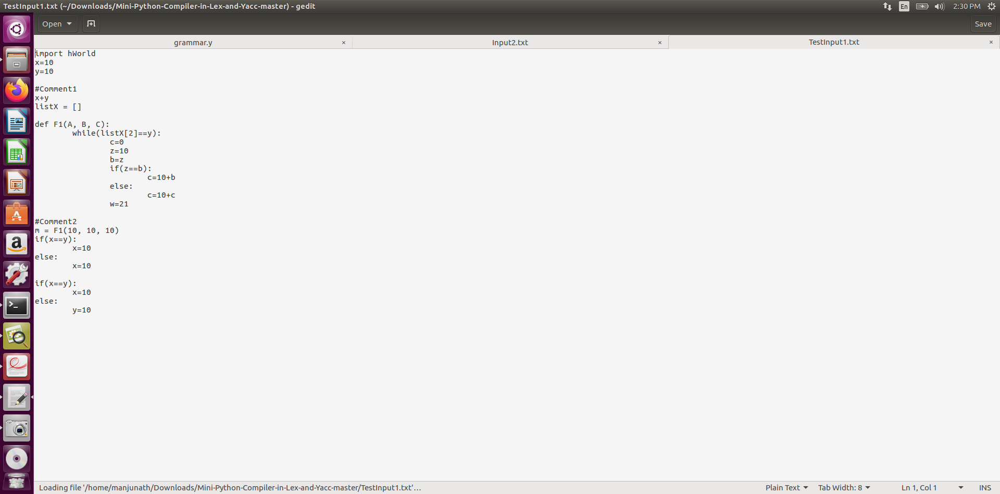 TestInput1.txt (~/Downloads/Mini-Python-Compiler-in-Lex-and-Yacc-master) - gedit
En
2:30 PM
Open
Save
grammar.y ×
Input2.txt ×
TestInput1.txt ×
import hWorld
x=10
y=10

#Comment1
x+y
listX = []

def F1(A, B, C):
	while(listX[2]==y):
		c=0
		z=10
		b=z
		if(z==b):
			c=10+b
		else:
			c=10+c
		w=21

#Comment2
m = F1(10, 10, 10)
if(x==y):
	x=10
else:
	x=10

if(x==y):
	x=10
else:
	y=10
Loading file '/home/manjunath/Downloads/Mini-Python-Compiler-in-Lex-and-Yacc-master/TestInput1.txt'…
Plain Text
Tab Width: 8
Ln 1, Col 1
INS